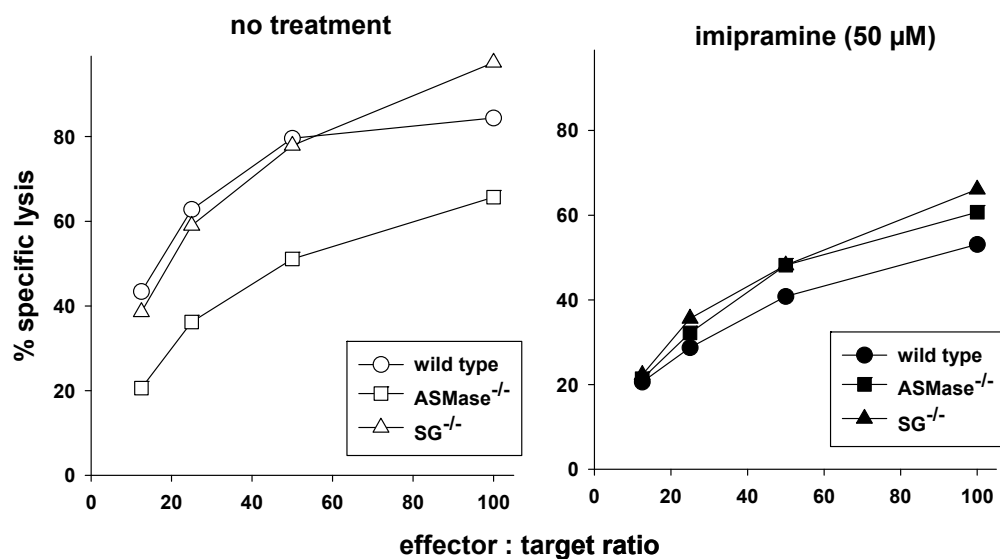 no treatment
imipramine (50 µM)
% specific lysis
80
60
40
20
0
wild type
ASMase-/-
SG-/-
0 20 40 60 80 100
80
60
40
20
0
wild type
ASMase-/-
SG-/-
0 20 40 60 80 100
effector : target ratio